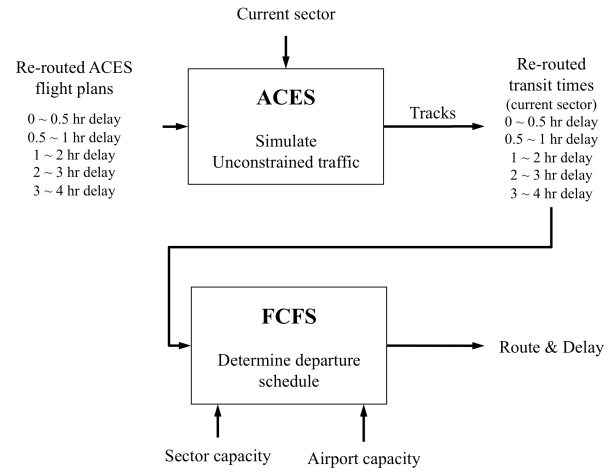 Current sector
Re-routed ACES
flight plans
0 ~ 0.5 hr delay
0.5 ~ 1 hr delay
1 ~ 2 hr delay
2 ~ 3 hr delay
3 ~ 4 hr delay
ACES
Simulate
Unconstrained traffic
Tracks
Re-routed
transit times
(current sector)
0 ~ 0.5 hr delay
0.5 ~ 1 hr delay
1 ~ 2 hr delay
2 ~ 3 hr delay
3 ~ 4 hr delay
FCFS
Determine departure
schedule
Route & Delay
Sector capacity
Airport capacity